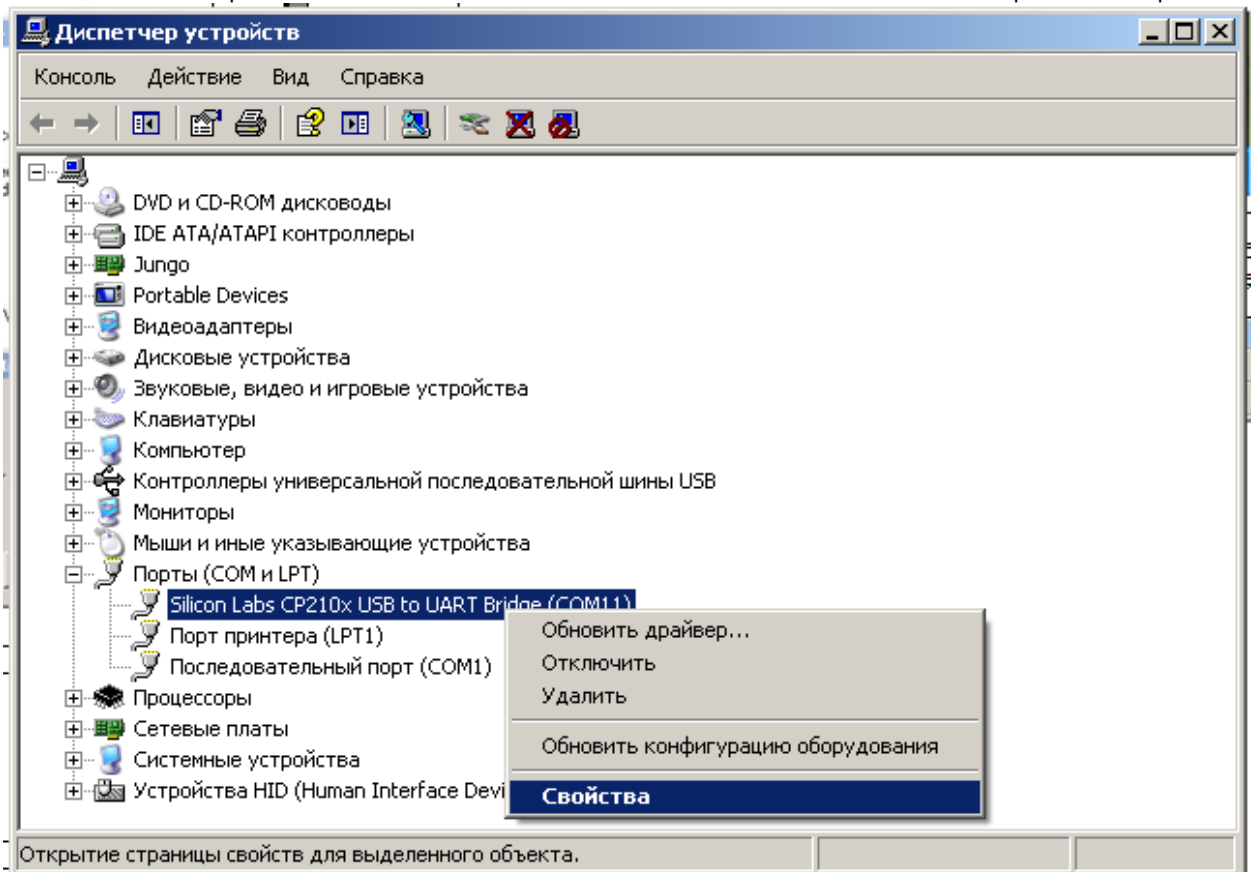 Диспетчер устройств
Консоль Действие Вид Справка
DVD и CD-ROM дисководы
IDE ATA/ATAPI контроллеры
Jungo
Portable Devices
Видеоадаптеры
Дисковые устройства
Звуковые, видео и игровые устройства
Клавиатуры
Компьютер
Контроллеры универсальной последовательной шины USB
Мониторы
Мыши и иные указывающие устройства
Порты (COM и LPT)
Silicon Labs CP210x USB to UART Bridge (COM11)
Порт принтера (LPT1)
Последовательный порт (COM1)
Процессоры
Сетевые платы
Системные устройства
Устройства HID (Human Interface Devi
Обновить драйвер...
Отключить
Удалить
Обновить конфигурацию оборудования
Свойства
Открытие страницы свойств для выделенного объекта.